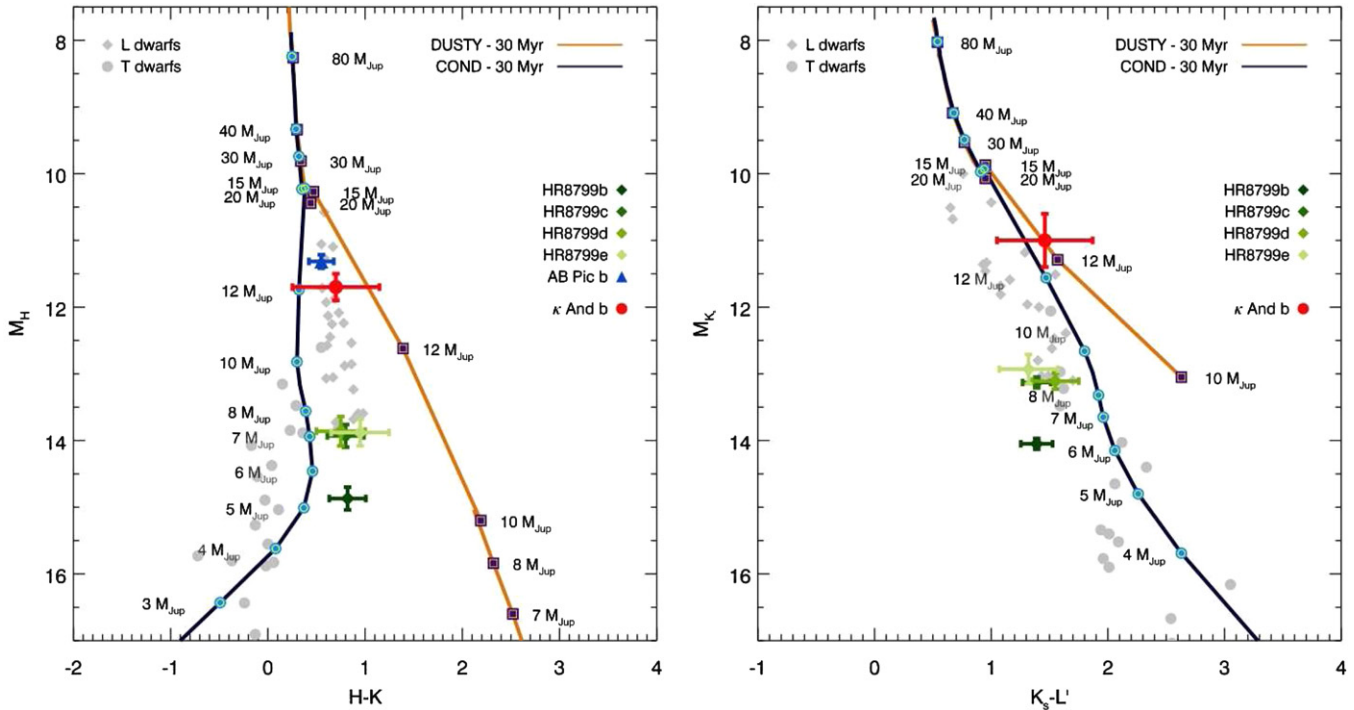 L dwarfs
T dwarfs
DUSTY - 30 Myr
COND - 30 Myr
80 MJup
40 MJup
30 MJup
30 MJup
15 MJup
15 MJup
20 MJup
20 MJup
12 MJup
12 MJup
10 MJup
8 MJup
7 MJup
6 MJup
5 MJup
4 MJup
3 MJup
10 MJup
8 MJup
7 MJup
HR8799b
HR8799c
HR8799d
HR8799e
AB Pic b
κ And b
8
10
12
14
16
MH
-2
-1
0
1
2
3
4
H-K
L dwarfs
T dwarfs
DUSTY - 30 Myr
COND - 30 Myr
80 MJup
40 MJup
30 MJup
15 MJup
15 MJup
20 MJup
20 MJup
12 MJup
12 MJup
10 MJup
10 MJup
8 MJup
7 MJup
6 MJup
5 MJup
4 MJup
HR8799b
HR8799c
HR8799d
HR8799e
κ And b
8
10
12
14
16
-1
0
1
2
3
4
Ks-L'